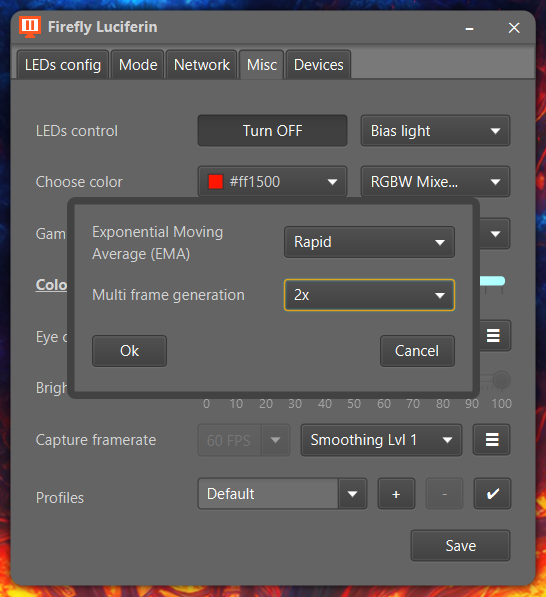 Firefly Luciferin
LEDs config Mode Network Misc Devices
LEDs control Turn OFF Bias light
Choose color #ff1500 RGBW Mixe...
Gam
Exponential Moving
Average (EMA)
Rapid
Colo
Multi frame generation 2x
Eye c
Ok Cancel
Brigh
0 10 20 30 40 50 60 70 80 90 100
Capture framerate 60 FPS Smoothing Lvl 1
Profiles Default + -
Save